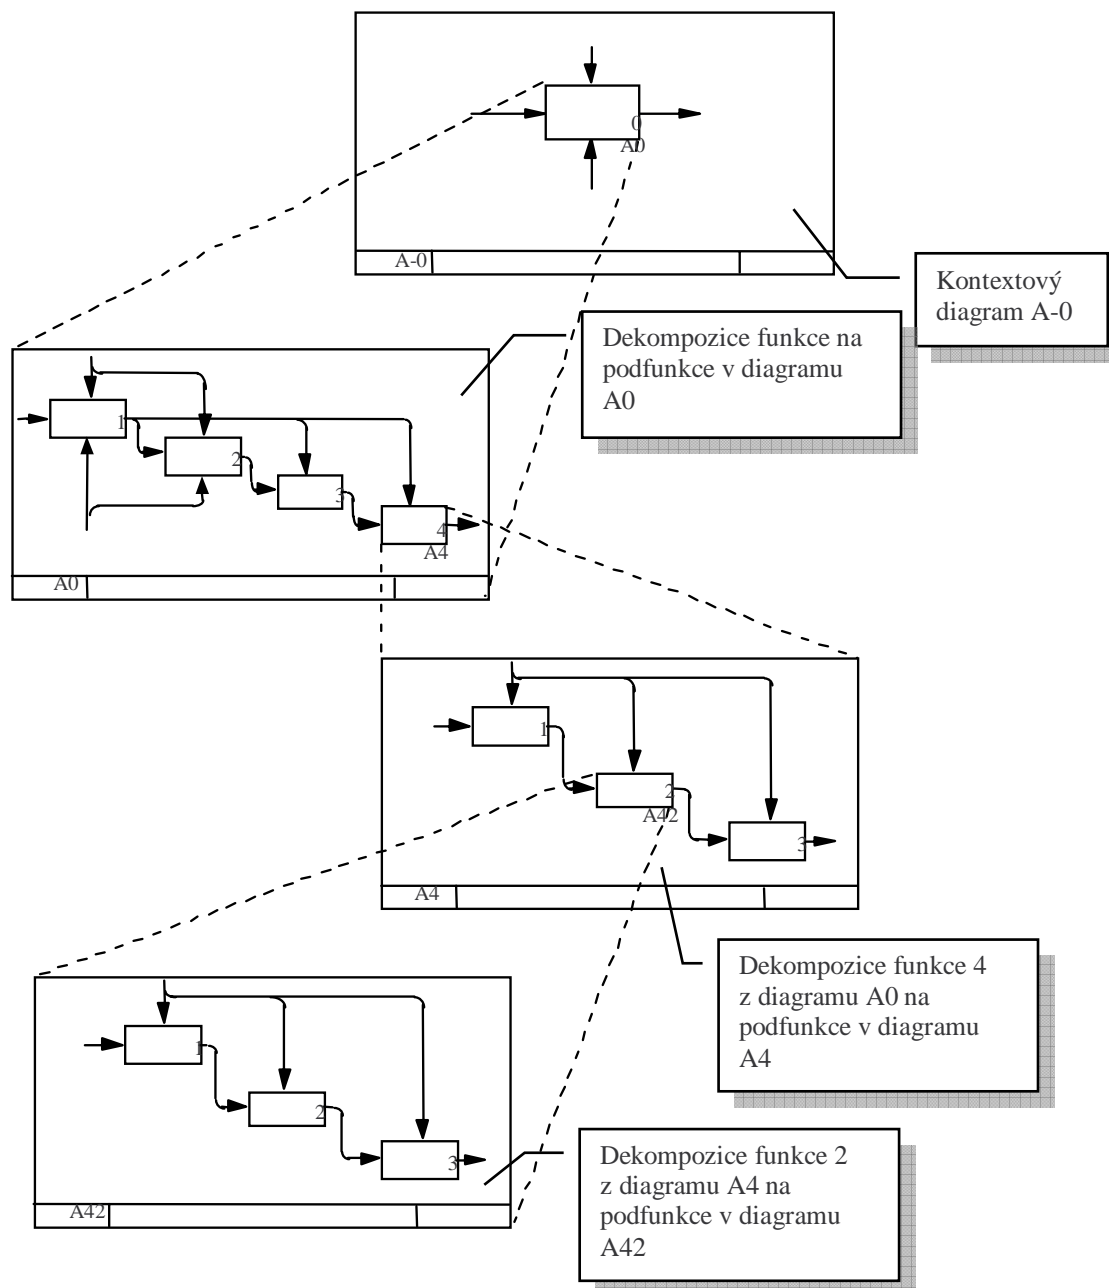 0
A0
A-0
Kontextový
diagram A-0
Dekompozice funkce na
podfunkce v diagramu
A0
1
2
3
4
A4
A0
1
2
A42
3
A4
Dekompozice funkce 4
z diagramu A0 na
podfunkce v diagramu
A4
1
2
3
A42
Dekompozice funkce 2
z diagramu A4 na
podfunkce v diagramu
A42